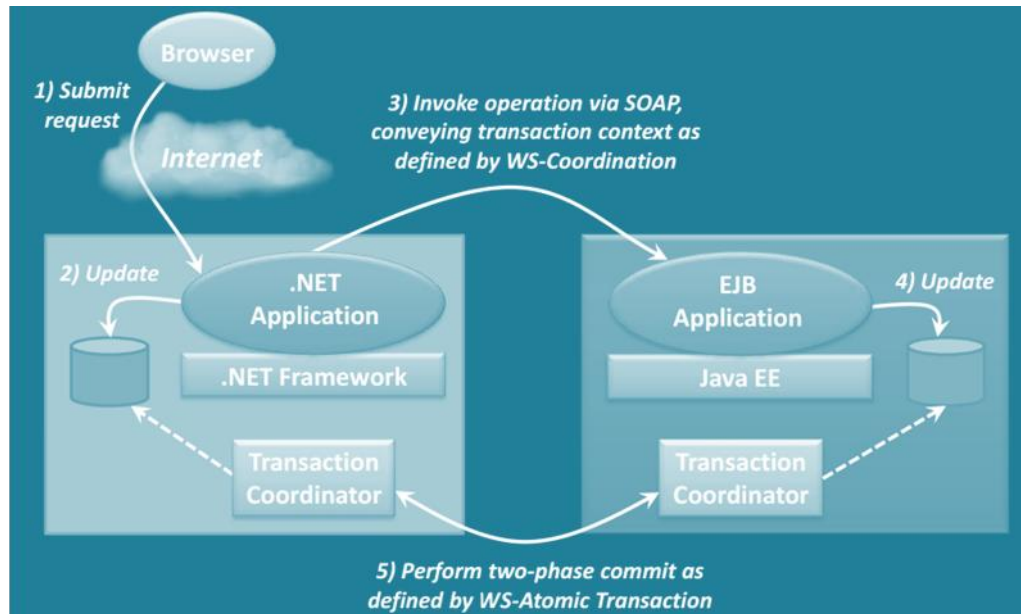 Browser
1) Submit
request
Internet
3) Invoke operation via SOAP,
conveying transaction context as
defined by WS-Coordination
2) Update
.NET
Application
.NET Framework
Transaction
Coordinator
EJB
Application
4) Update
Java EE
Transaction
Coordinator
5) Perform two-phase commit as
defined by WS-Atomic Transaction